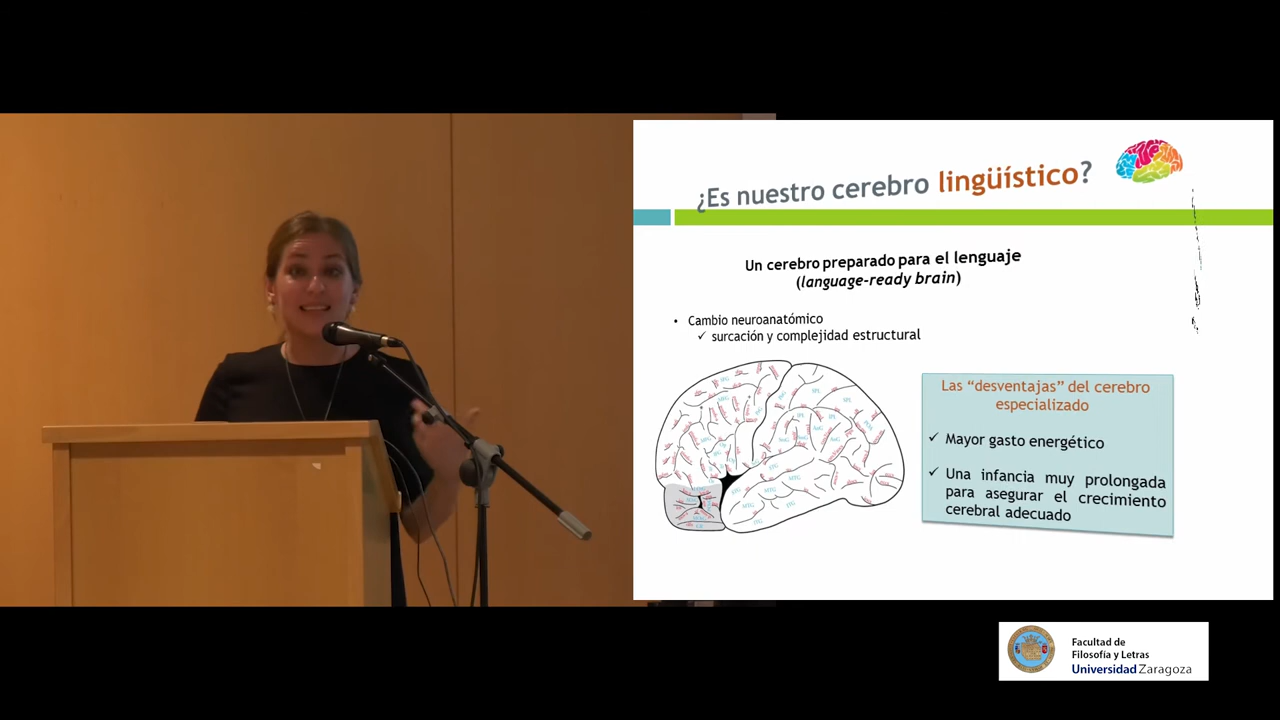 ¿Es nuestro cerebro lingüístico?
Un cerebro preparado para el lenguaje
(language-ready brain)
• Cambio neuroanatómico
✓ surcación y complejidad estructural
Las “desventajas” del cerebro
especializado
✓ Mayor gasto energético
✓ Una infancia muy prolongada
para asegurar el crecimiento
cerebral adecuado
Facultad de
Filosofía y Letras
Universidad Zaragoza